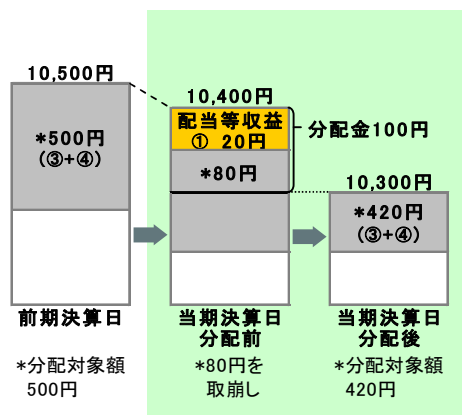 10,500円
*500円
(③+④)
前期決算日
*分配対象額
500円
10,400円
配当等収益
① 20円
*80円
分配金100円
当期決算日
分配前
*80円を
取崩し
10,300円
*420円
(③+④)
当期決算日
分配後
*分配対象額
420円